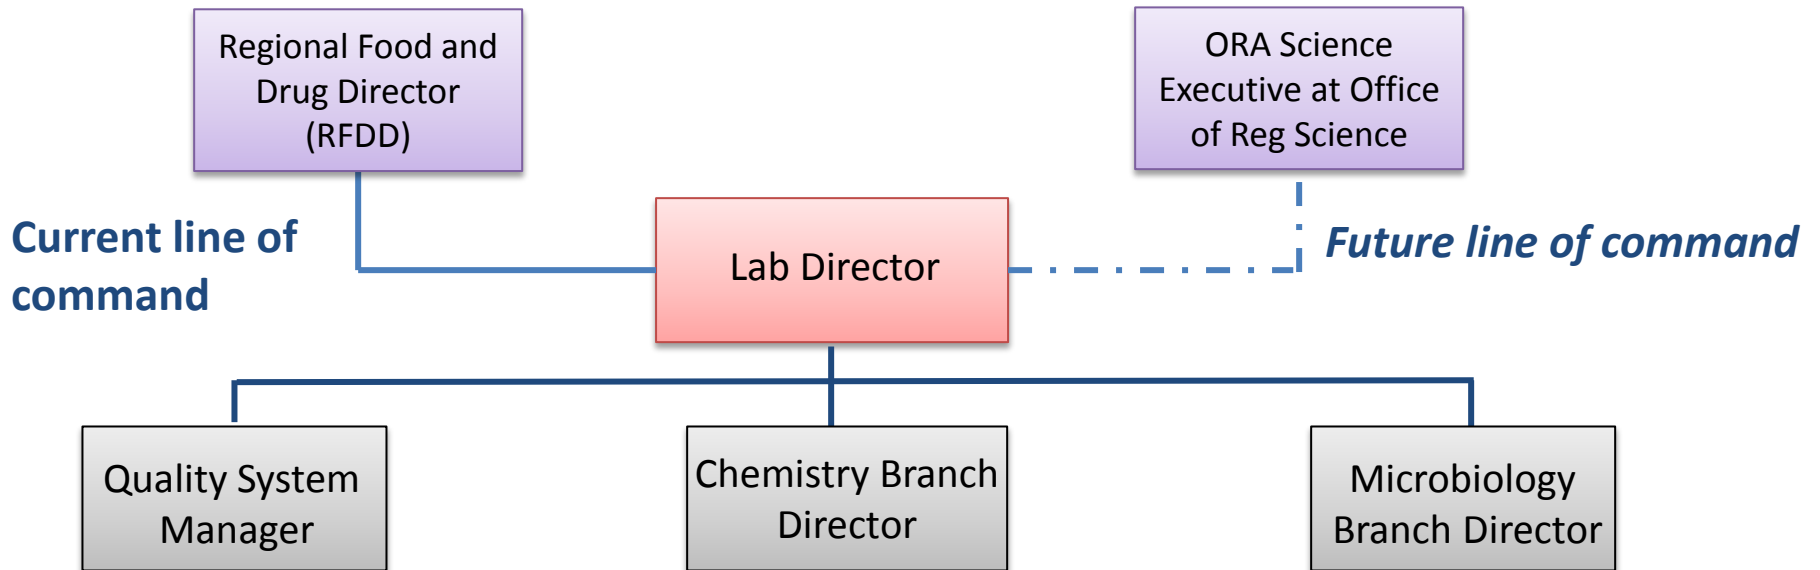 Regional Food and
Drug Director
(RFDD)
ORA Science
Executive at Office
of Reg Science
Current line of
command
Lab Director
Future line of command
Quality System
Manager
Chemistry Branch
Director
Microbiology
Branch Director